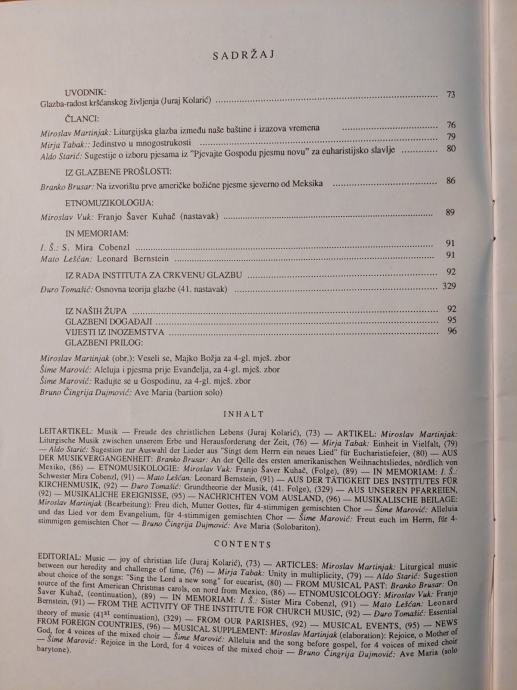 SADRŽAJ
UVODNIK:
Glazba-radost kršćanskog življenja (Juraj Kolarić) ........ 73
ČLANCI:
Miroslav Martinjak: Liturgijska glazba između naše baštine i izazova vremena ........ 76
Mirja Tabak:: Jedinstvo u mnogostrukosti ........ 79
Aldo Starić: Sugestije o izboru pjesama iz "Pjevajte Gospodu pjesmu novu" za euharistijsko slavlje ........ 80
IZ GLAZBENE PROŠLOSTI:
Branko Brusar: Na izvorištu prve američke božićne pjesme sjeverno od Meksika ........ 86
ETNOMUZIKOLOGIJA:
Miroslav Vuk: Franjo Šaver Kuhač (nastavak) ........ 89
IN MEMORIAM:
I. Š.: S. Mira Cobenzl ........ 91
Mato Lešćan: Leonard Bernstein ........ 91
IZ RADA INSTITUTA ZA CRKVENU GLAZBU ........ 92
Đuro Tomašić: Osnovna teorija glazbe (41. nastavak) ........ 329
IZ NAŠIH ŽUPA ........ 92
GLAZBENI DOGAĐAJI ........ 95
VIJESTI IZ INOZEMSTVA ........ 96
GLAZBENI PRILOG:
Miroslav Martinjak (obr.): Veseli se, Majko Božja za 4-gl. mješ. zbor
Šime Marović: Aleluja i pjesma prije Evanđelja, za 4-gl. mješ. zbor
Šime Marović: Radujte se u Gospodinu, za 4-gl. mješ. zbor
Bruno Čingrija Dujmović: Ave Maria (bartion solo)
INHALT
LEITARTIKEL: Musik — Freude des christlichen Lebens (Juraj Kolarić), (73) — ARTIKEL: Miroslav Martinjak:
Liturgische Musik zwischen unserem Erbe und Herausforderung der Zeit, (76) — Mirja Tabak: Einheit in Vielfalt, (79)
— Aldo Starić: Sugestion zur Auswahl der Lieder aus "Singt dem Herrn ein neues Lied" für Eucharistiefeier, (80) — AUS
DER MUSIKVERGANGENHEIT: Branko Brusar: An der Qelle des ersten amerikanischen Weihnachtsliedes, nördlich von
Mexiko, (86) — ETNOMUSIKOLOGIE: Miroslav Vuk: Franjo Šaver Kuhač, (Folge), (89) — IN MEMORIAM: I. Š.:
Schwester Mira Cobenzl, (91) — Mato Lešćan: Leonard Bernstein, (91) — AUS DER TÄTIGKEIT DES INSTITUTES FÜR
KIRCHENMUSIK, (92) — Đuro Tomašić: Grundtheorie der Musik, (41. Folge), (329) — AUS UNSEREN PFARREIEN,
(92) — MUSIKALICHE EREIGNISSE, (95) — NACHRICHTEN VOM AUSLAND, (96) — MUSIKALISCHE BEILAGE:
Miroslav Martinjak (Bearbeitung): Freu dich, Mutter Gottes, für 4-stimmigen gemischten Chor — Šime Marović: Alleluia
und das Lied vor dem Evangelium, für 4-stimmigen gemischten Chor — Šime Marović: Freut euch im Herrn, für 4-
stimmigen gemischten Chor — Bruno Čingrija Dujmović: Ave Maria (Solobariton).
CONTENTS
EDITORIAL: Music — joy of christian life (Juraj Kolarić), (73) — ARTICLES: Miroslav Martinjak: Liturgical music
between our heredity and challenge of time, (76) — Mirja Tabak: Unity in multiplicity, (79) — Aldo Starić: Sugestion
about choice of the songs: "Sing the Lord a new song" for eucarist, (80) — FROM MUSICAL PAST: Branko Brusar: On
source of the first American Christmas carols, on nord from Mexico, (86) — ETNOMUSICOLOGY: Miroslav Vuk: Franjo
Šaver Kuhač, (continuation), (89) — IN MEMORIAM: I. Š.: Sister Mira Cobenzl, (91) — Mato Lešćan: Leonard
Bernstein, (91) — FROM THE ACTIVITY OF THE INSTITUTE FOR CHURCH MUSIC, (92) — Đuro Tomašić: Essential
theory of music (41st continuation), (329) — FROM OUR PARISHES, (92) — MUSICAL EVENTS, (95) — NEWS
FROM FOREIGN COUNTRIES, (96) — MUSICAL SUPPLEMENT: Miroslav Martinjak (elaboration): Rejoice, o Mother of
God, for 4 voices of the mixed choir — Šime Marović: Alleluia and the song before gospel, for 4 voices of mixed choir
— Šime Marović: Rejoice in the Lord, for 4 voices of the mixed choir — Bruno Čingrija Dujmović: Ave Maria (solo
barytone).